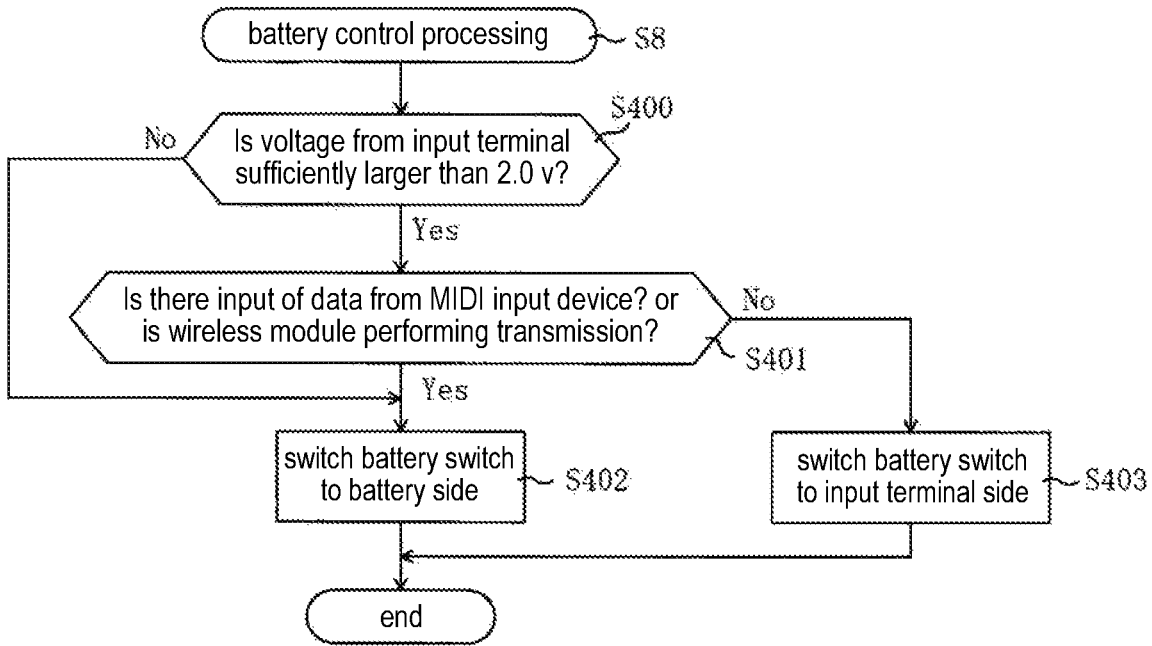 battery control processing
S8
S400
No
Is voltage from input terminal
sufficiently larger than 2.0 v?
Yes
Is there input of data from MIDI input device? or
is wireless module performing transmission?
No
S401
Yes
switch battery switch
to battery side
S402
switch battery switch
to input terminal side
S403
end